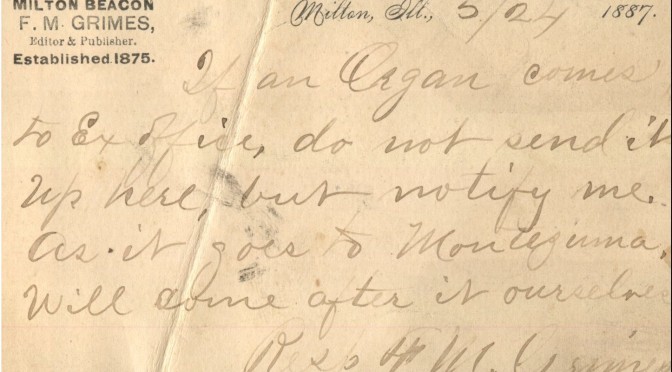 MILTON BEACON
F. M. GRIMES,
Editor & Publisher.
Established 1875.
Milton, Ill., 5/24 1887.
If an Organ comes
to Ex office, do not send it
up here, but notify me.
As it goes to Montezuma.
Will come after it ourselves
Resp F M. Grimes